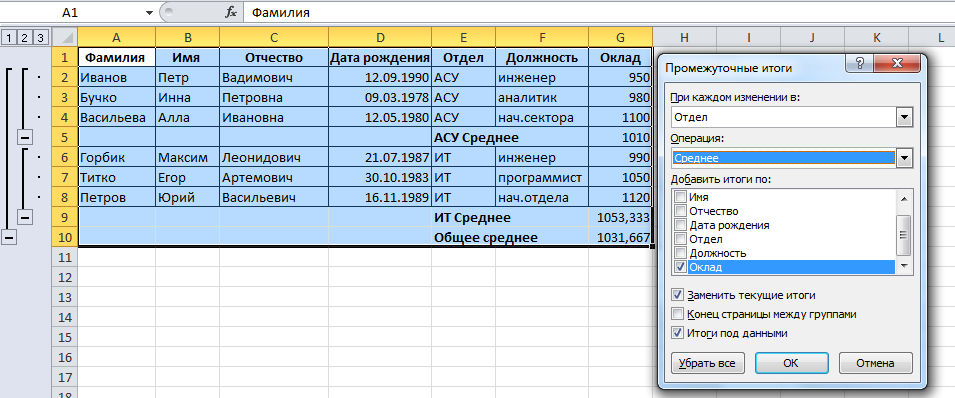 A1 fx Фамилия
1 2 3 A B C D E F G H I J K L
1 Фамилия Имя Отчество Дата рождения Отдел Должность Оклад
2 Иванов Петр Вадимович 12.09.1990 АСУ инженер 950
3 Бучко Инна Петровна 09.03.1978 АСУ аналитик 980
4 Васильева Алла Ивановна 12.05.1980 АСУ нач.сектора 1100
5 АСУ Среднее 1010
6 Горбик Максим Леонидович 21.07.1987 ИТ инженер 990
7 Титко Егор Артемович 30.10.1983 ИТ программист 1050
8 Петров Юрий Васильевич 16.11.1989 ИТ нач.отдела 1120
9 ИТ Среднее 1053,333
10 Общее среднее 1031,667
11
12
13
14
15
16
17
18
Промежуточные итоги
При каждом изменении в:
Отдел
Операция:
Среднее
Добавить итоги по:
Имя
Отчество
Дата рождения
Отдел
Должность
Оклад
Заменить текущие итоги
Конец страницы между группами
Итоги под данными
Убрать все ОК Отмена